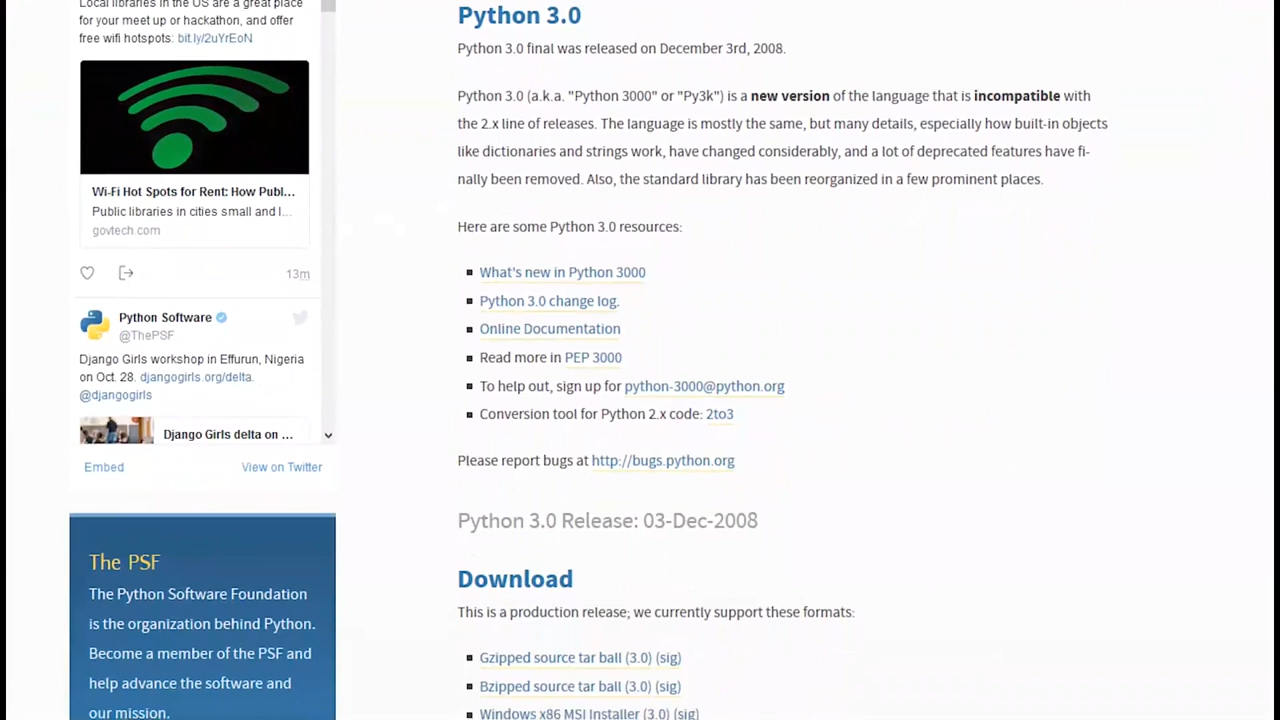 Local libraries in the US are a great place
for your meet up or hackathon, and offer
free wifi hotspots: bit.ly/2uYrEoN
Wi-Fi Hot Spots for Rent: How Publ...
Public libraries in cities small and l...
govtech.com
13m
Python Software
@ThePSF
Django Girls workshop in Effurun, Nigeria
on Oct. 28. djangogirls.org/delta.
@djangogirls
Django Girls delta on ...
Embed
View on Twitter
The PSF
The Python Software Foundation
is the organization behind Python.
Become a member of the PSF and
help advance the software and
our mission.
Python 3.0
Python 3.0 final was released on December 3rd, 2008.
Python 3.0 (a.k.a. "Python 3000" or "Py3k") is a new version of the language that is incompatible with
the 2.x line of releases. The language is mostly the same, but many details, especially how built-in objects
like dictionaries and strings work, have changed considerably, and a lot of deprecated features have fi-
nally been removed. Also, the standard library has been reorganized in a few prominent places.
Here are some Python 3.0 resources:
What's new in Python 3000
Python 3.0 change log.
Online Documentation
Read more in PEP 3000
To help out, sign up for python-3000@python.org
Conversion tool for Python 2.x code: 2to3
Please report bugs at http://bugs.python.org
Python 3.0 Release: 03-Dec-2008
Download
This is a production release; we currently support these formats:
Gzipped source tar ball (3.0) (sig)
Bzipped source tar ball (3.0) (sig)
Windows x86 MSI Installer (3.0) (sig)